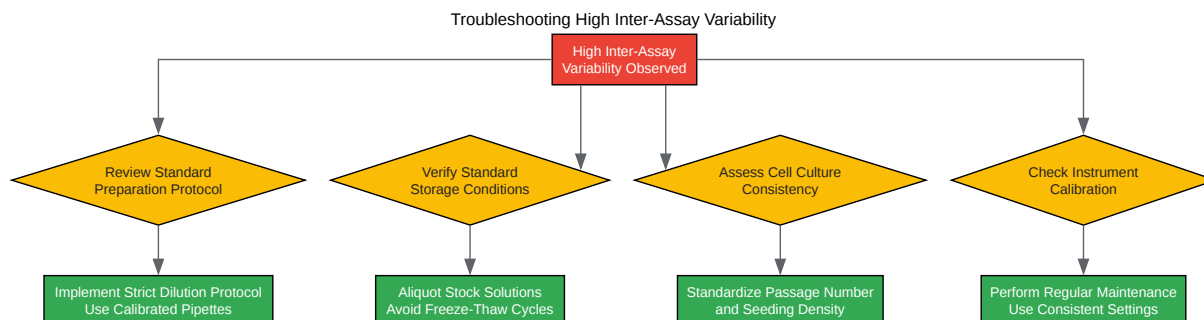 Troubleshooting High Inter-Assay Variability
High Inter-Assay
Variability Observed
Review Standard
Preparation Protocol
Verify Standard
Storage Conditions
Assess Cell Culture
Consistency
Check Instrument
Calibration
Implement Strict Dilution Protocol
Use Calibrated Pipettes
Aliquot Stock Solutions
Avoid Freeze-Thaw Cycles
Standardize Passage Number
and Seeding Density
Perform Regular Maintenance
Use Consistent Settings